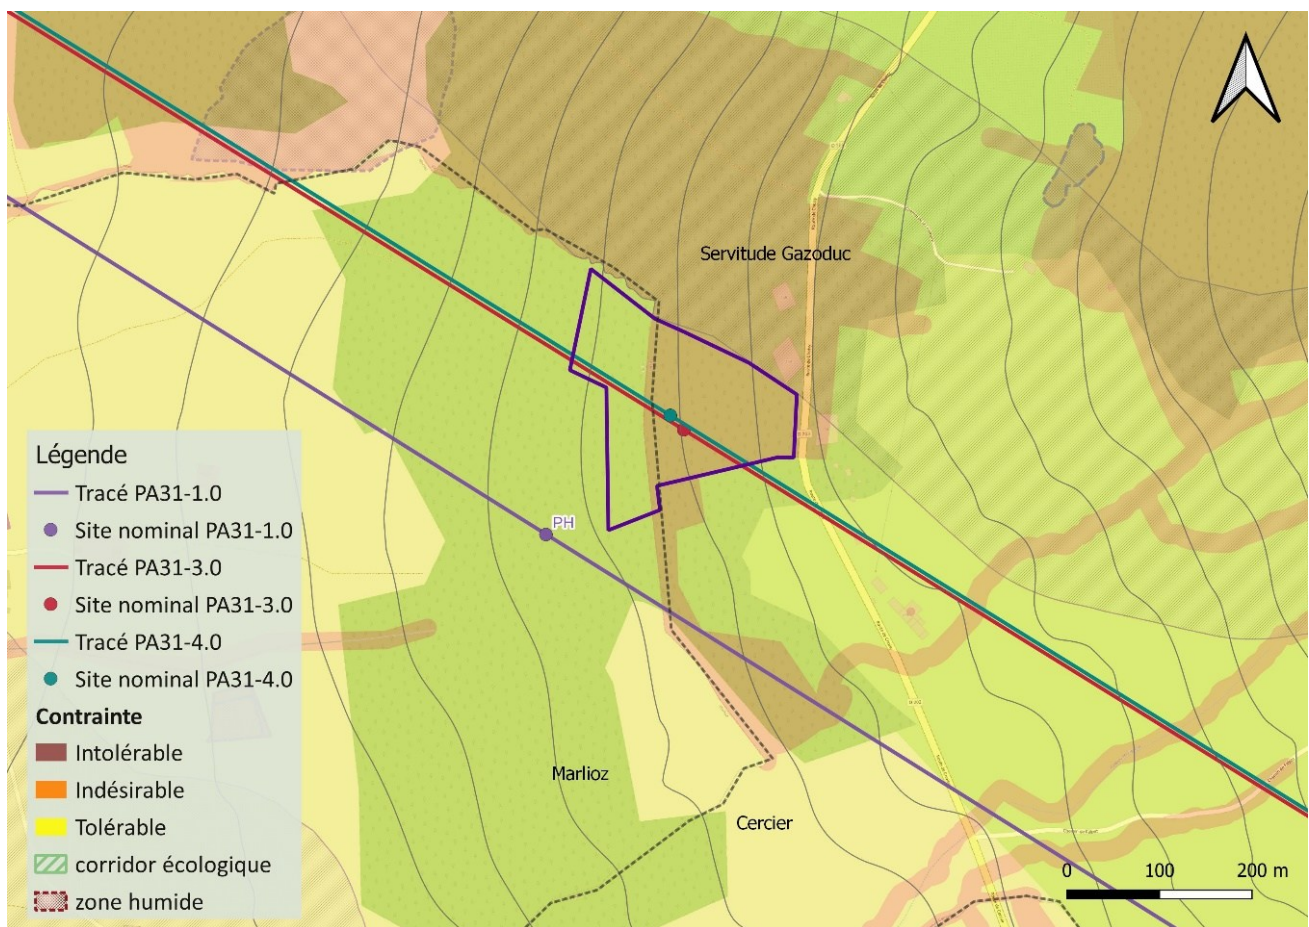 Servitude Gazoduc
PH
Marlioz
Cercier
Légende
Tracé PA31-1.0
Site nominal PA31-1.0
Tracé PA31-3.0
Site nominal PA31-3.0
Tracé PA31-4.0
Site nominal PA31-4.0
Contrainte
Intolérable
Indésirable
Tolérable
corridor écologique
zone humide
0 100 200 m